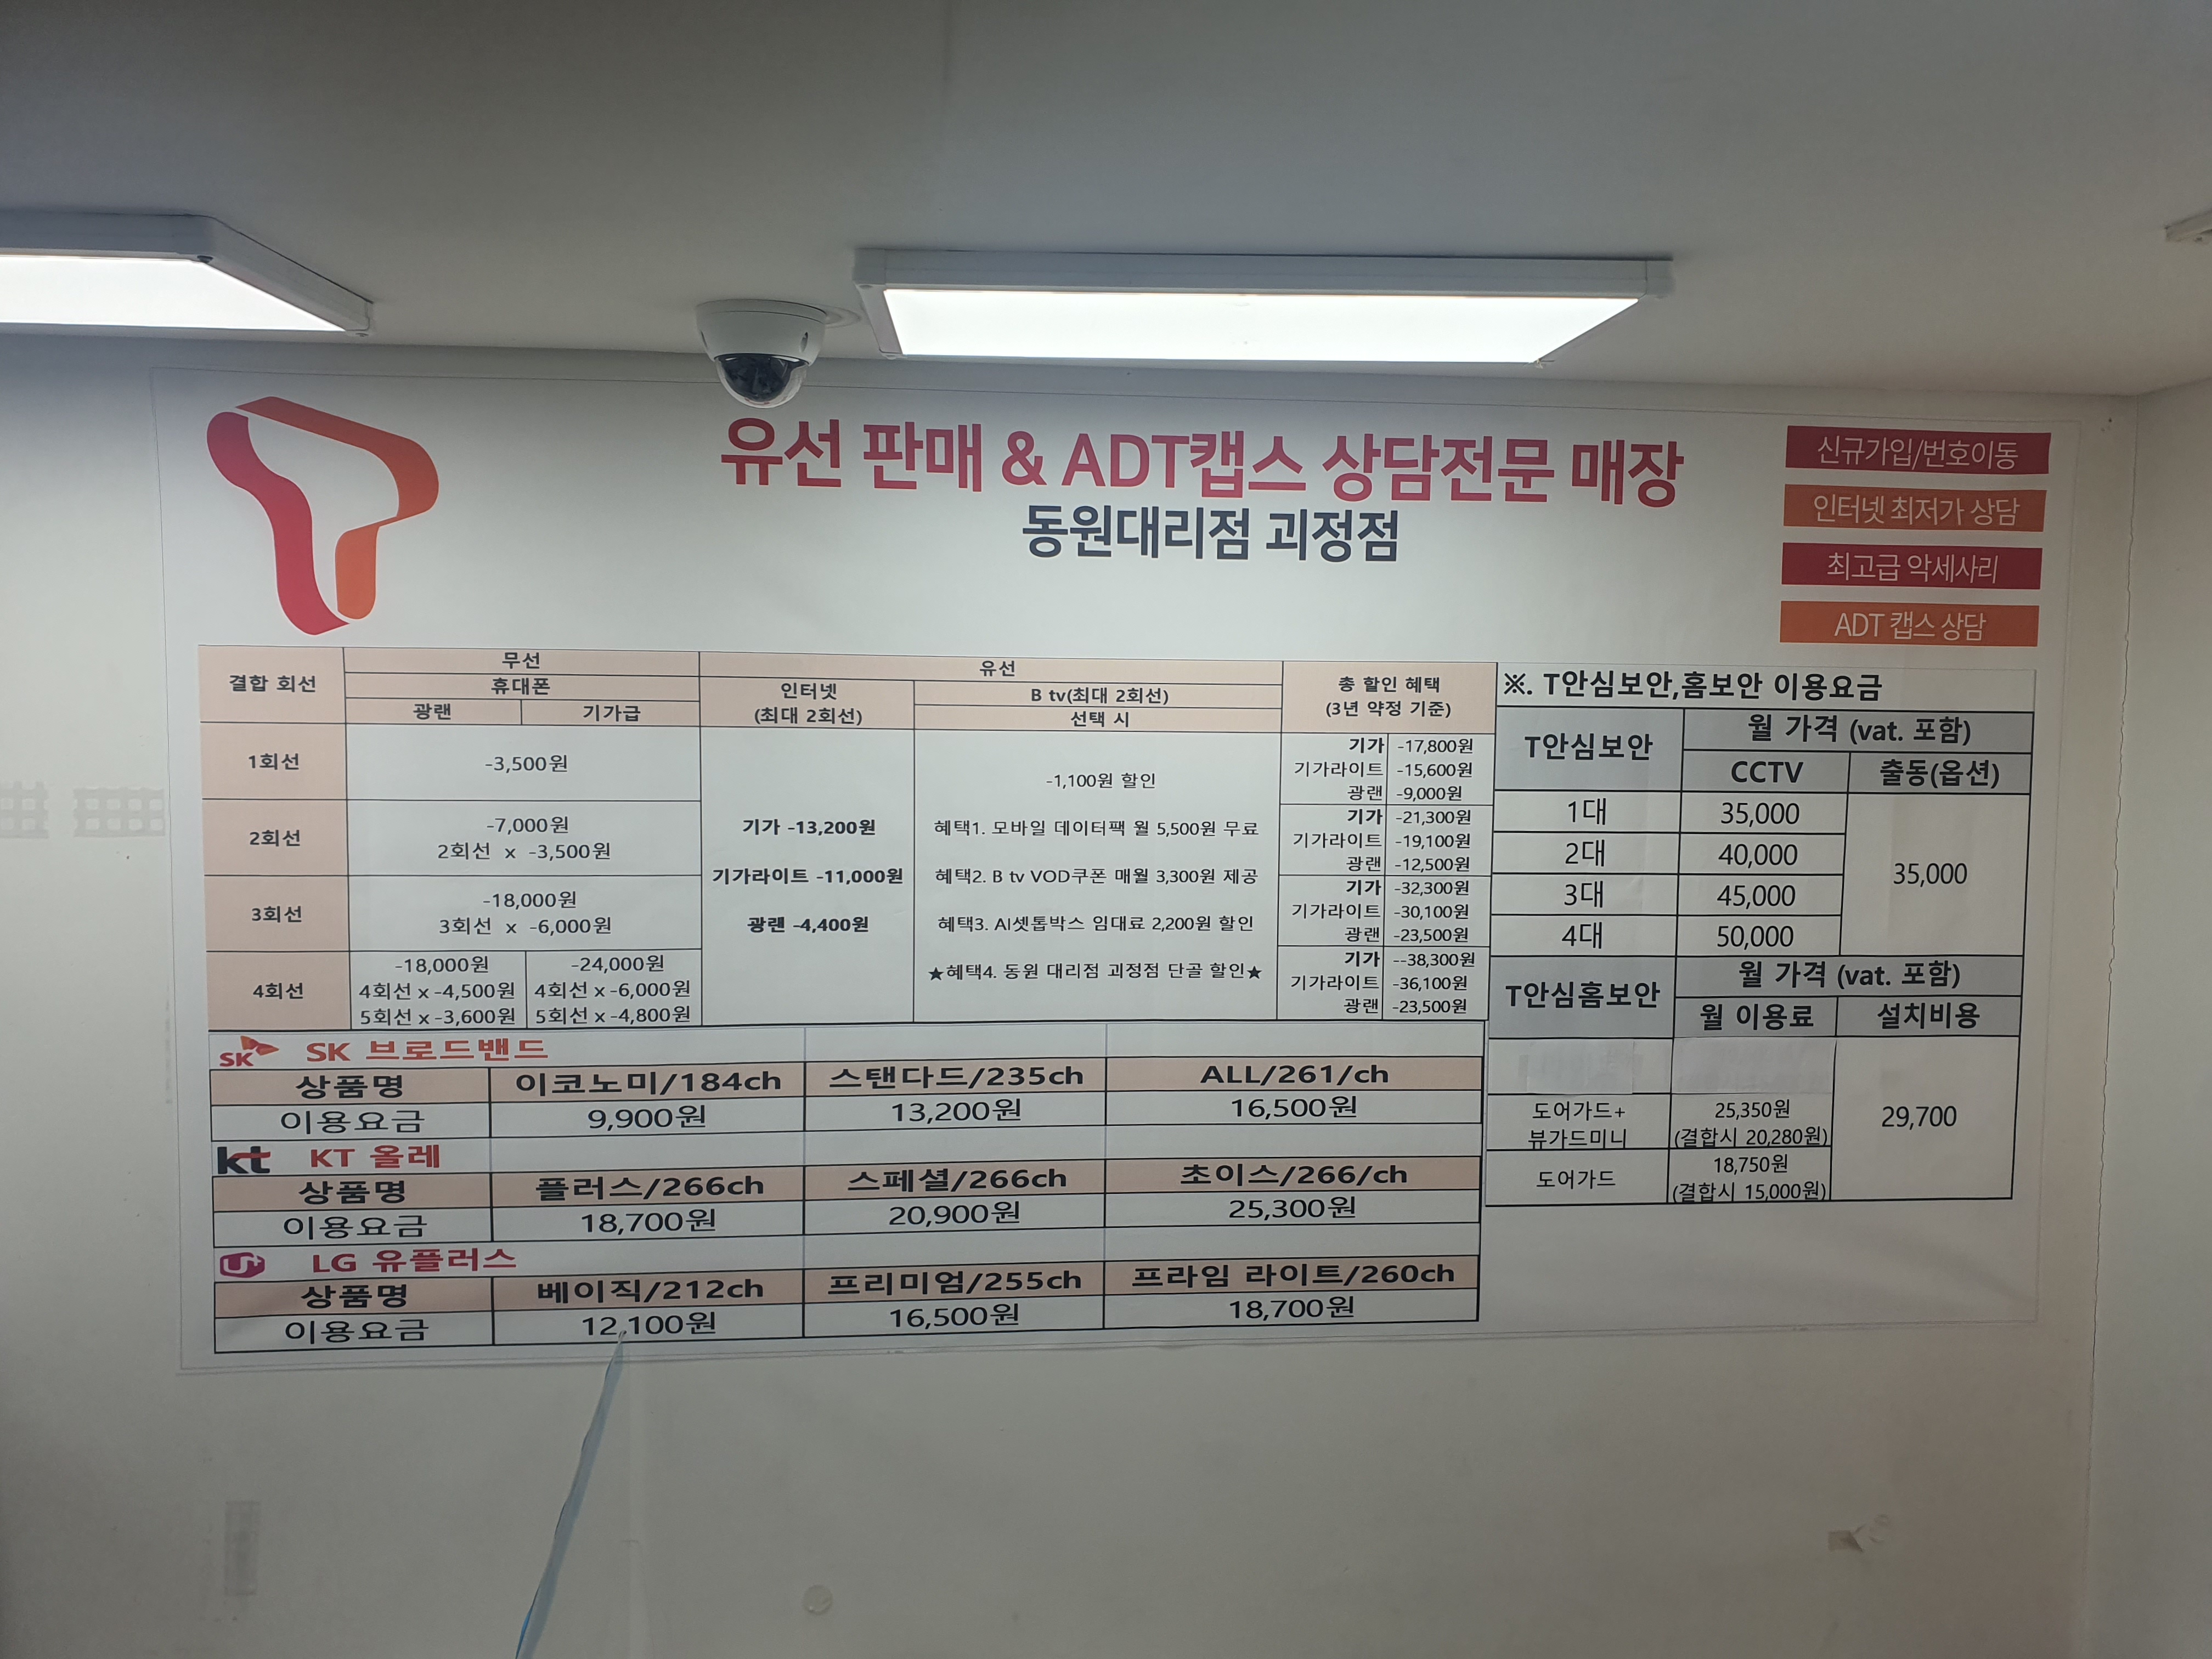 유선 판매 & ADT캡스 상담전문 매장
동원대리점 괴정점
신규가입/번호이동
인터넷 최저가 상담
최고급 악세사리
ADT 캡스 상담
결합 회선
무선
휴대폰
광랜 기가급
유선
인터넷
(최대 2회선)
B tv(최대 2회선)
선택 시
총 할인 혜택
(3년 약정 기준)
1회선
-3,500원
2회선
-7,000원
2회선 x -3,500원
3회선
-18,000원
3회선 x -6,000원
4회선
-18,000원
4회선 x -4,500원
5회선 x -3,600원
-24,000원
4회선 x -6,000원
5회선 x -4,800원
기가 -13,200원
기가라이트 -11,000원
광랜 -4,400원
-1,100원 할인
혜택1. 모바일 데이터팩 월 5,500원 무료
혜택2. B tv VOD쿠폰 매월 3,300원 제공
혜택3. AI셋톱박스 임대료 2,200원 할인
★혜택4. 동원 대리점 괴정점 단골 할인★
기가 -17,800원
기가라이트 -15,600원
광랜 -9,000원
기가 -21,300원
기가라이트 -19,100원
광랜 -12,500원
기가 -32,300원
기가라이트 -30,100원
광랜 -23,500원
기가 --38,300원
기가라이트 -36,100원
광랜 -23,500원
SK SK 브로드밴드
상품명 이코노미/184ch 스탠다드/235ch ALL/261/ch
이용요금 9,900원 13,200원 16,500원
kt KT 올레
상품명 플러스/266ch 스페셜/266ch 초이스/266/ch
이용요금 18,700원 20,900원 25,300원
U+ LG 유플러스
상품명 베이직/212ch 프리미엄/255ch 프라임 라이트/260ch
이용요금 12,100원 16,500원 18,700원
※. T안심보안,홈보안 이용요금
T안심보안
월 가격 (vat. 포함)
CCTV 출동(옵션)
1대 35,000
2대 40,000
3대 45,000
4대 50,000
35,000
T안심홈보안
월 가격 (vat. 포함)
월 이용료 설치비용
도어가드+
뷰가드미니
25,350원
(결합시 20,280원)
도어가드
18,750원
(결합시 15,000원)
29,700